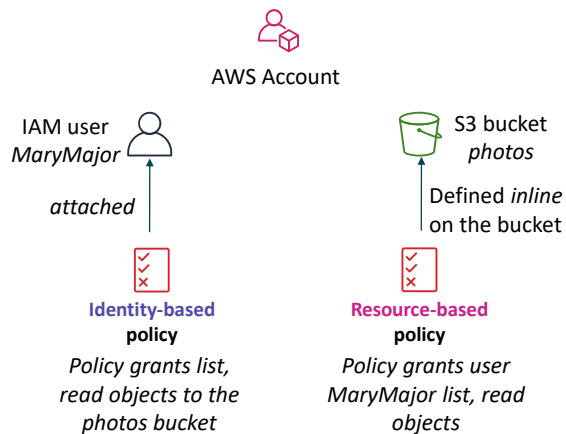 AWS Account
IAM user
MaryMajor
attached
Identity-based
policy
Policy grants list,
read objects to the
photos bucket
S3 bucket
photos
Defined inline
on the bucket
Resource-based
policy
Policy grants user
MaryMajor list, read
objects